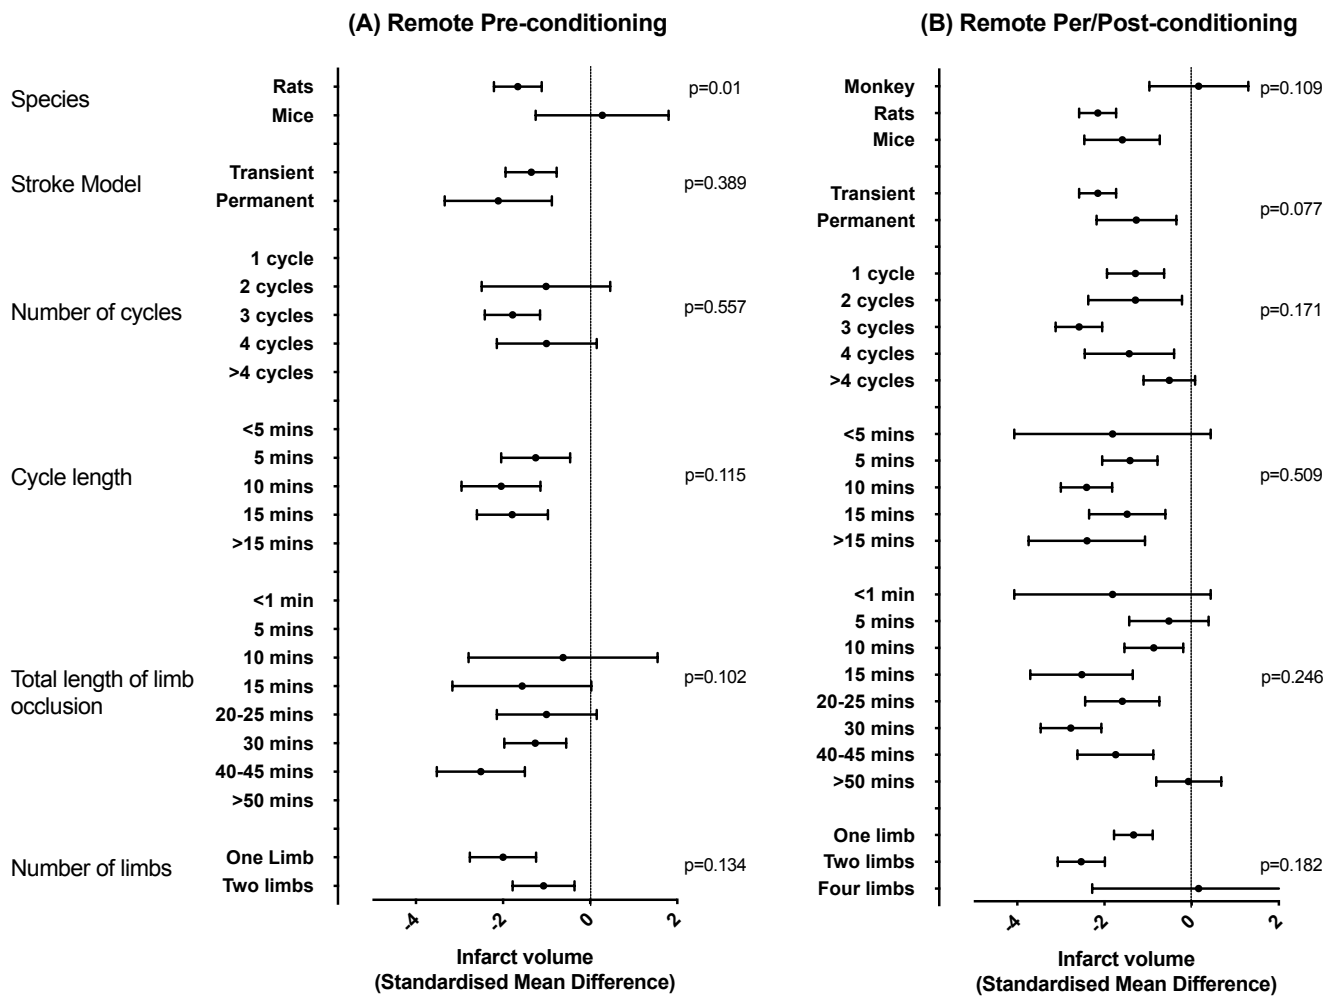 (A) Remote Pre-conditioning
Species
Rats
Mice
p=0.01
Stroke Model
Transient
Permanent
p=0.389
Number of cycles
1 cycle
2 cycles
3 cycles
4 cycles
>4 cycles
p=0.557
Cycle length
<5 mins
5 mins
10 mins
15 mins
>15 mins
p=0.115
Total length of limb
occlusion
<1 min
5 mins
10 mins
15 mins
20-25 mins
30 mins
40-45 mins
>50 mins
p=0.102
Number of limbs
One Limb
Two limbs
p=0.134
-4 -2 0 2
Infarct volume
(Standardised Mean Difference)
(B) Remote Per/Post-conditioning
Monkey
Rats
Mice
p=0.109
Transient
Permanent
p=0.077
1 cycle
2 cycles
3 cycles
4 cycles
>4 cycles
p=0.171
<5 mins
5 mins
10 mins
15 mins
>15 mins
p=0.509
<1 min
5 mins
10 mins
15 mins
20-25 mins
30 mins
40-45 mins
>50 mins
p=0.246
One limb
Two limbs
Four limbs
p=0.182
-4 -2 0 2
Infarct volume
(Standardised Mean Difference)